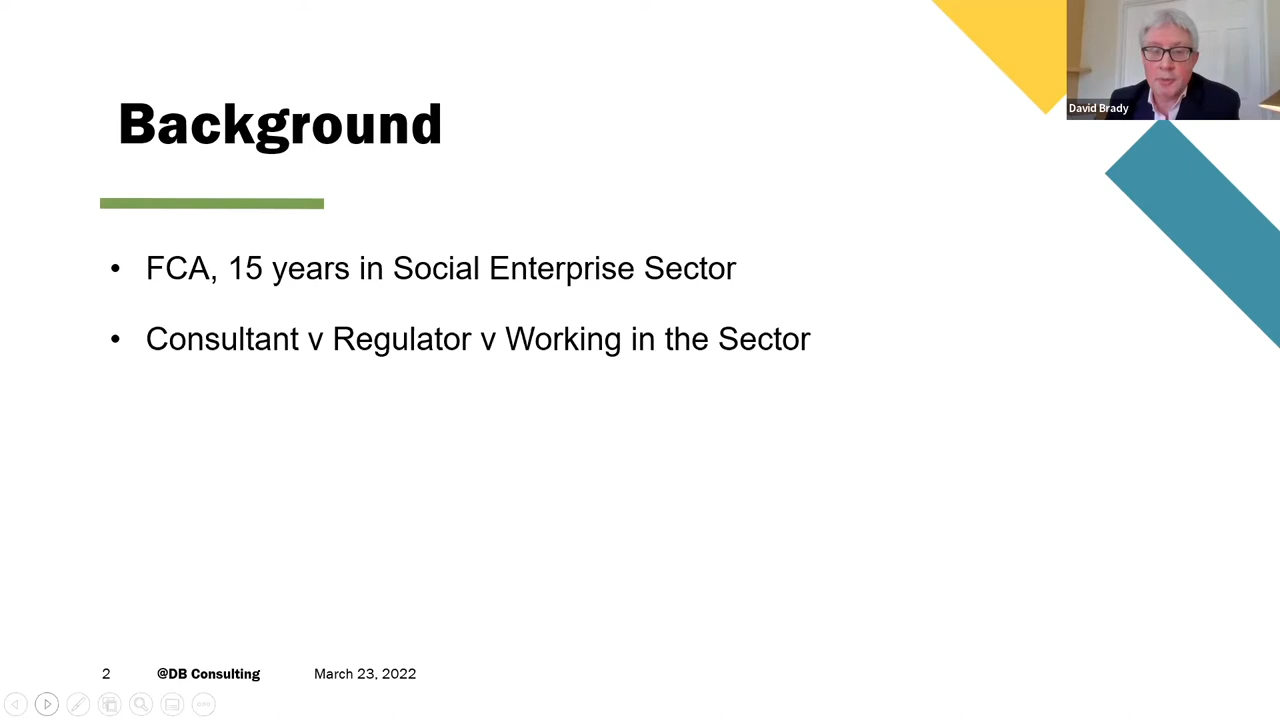 David Brady
Background
• FCA, 15 years in Social Enterprise Sector
• Consultant v Regulator v Working in the Sector
2 @DB Consulting March 23, 2022